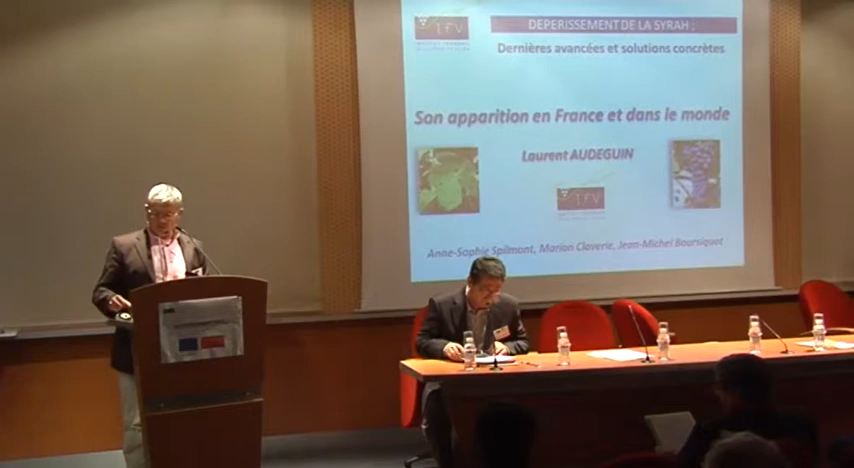 IFV
DEPERISSEMENT DE LA SYRAH :
Dernières avancées et solutions concrètes
Son apparition en France et dans le monde
Laurent AUDEGUIN
IFV
Anne-Sophie Spilmont, Marion Claverie, Jean-Michel Boursiquot